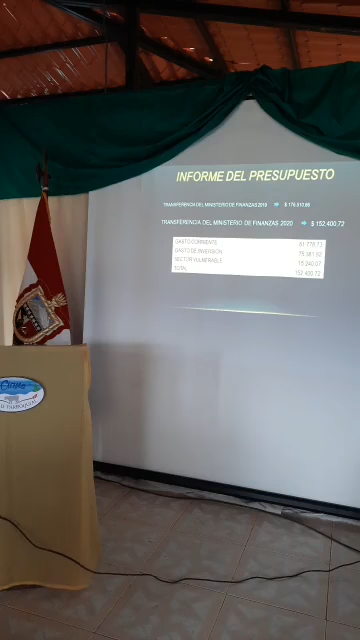 INFORME DEL PRESUPUESTO
TRANSFERENCIA DEL MINISTERIO DE FINANZAS 2019 ➔ $ 176,510.66
TRANSFERENCIA DEL MINISTERIO DE FINANZAS 2020 ➔ $ 152.400.72
GASTO CORRIENTE 61.778.73
GASTO DE INVERSION 75.381.92
SECTOR VULNERABLE 15.240.07
TOTAL 152.400.72